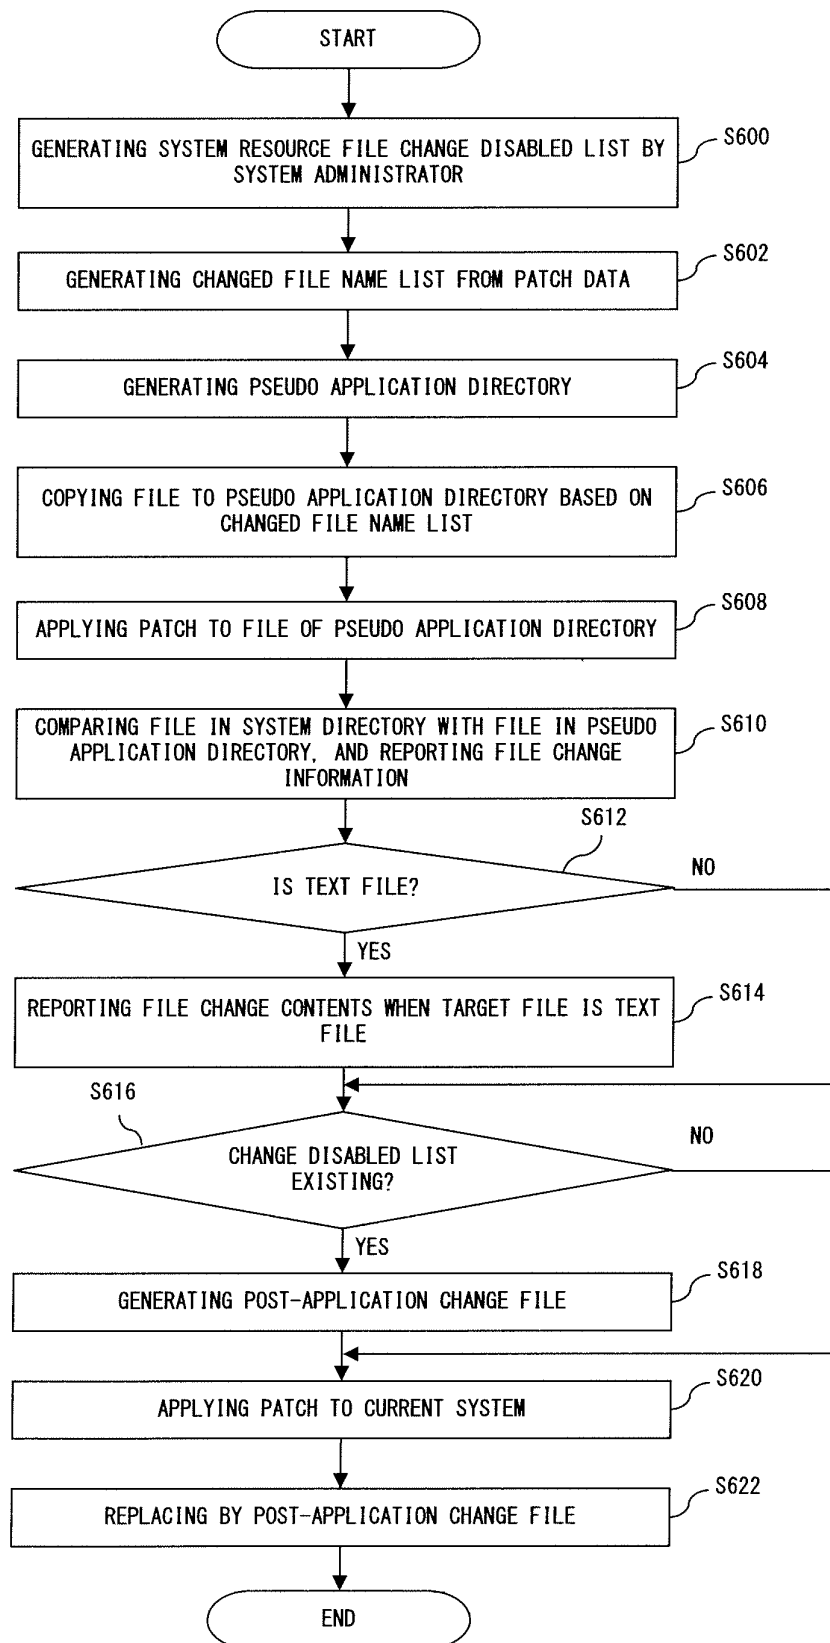 START
GENERATING SYSTEM RESOURCE FILE CHANGE DISABLED LIST BY
SYSTEM ADMINISTRATOR
S600
GENERATING CHANGED FILE NAME LIST FROM PATCH DATA
S602
GENERATING PSEUDO APPLICATION DIRECTORY
S604
COPYING FILE TO PSEUDO APPLICATION DIRECTORY BASED ON
CHANGED FILE NAME LIST
S606
APPLYING PATCH TO FILE OF PSEUDO APPLICATION DIRECTORY
S608
COMPARING FILE IN SYSTEM DIRECTORY WITH FILE IN PSEUDO
APPLICATION DIRECTORY, AND REPORTING FILE CHANGE
INFORMATION
S610
S612
IS TEXT FILE?
NO
YES
REPORTING FILE CHANGE CONTENTS WHEN TARGET FILE IS TEXT
FILE
S614
S616
CHANGE DISABLED LIST
EXISTING?
NO
YES
GENERATING POST-APPLICATION CHANGE FILE
S618
APPLYING PATCH TO CURRENT SYSTEM
S620
REPLACING BY POST-APPLICATION CHANGE FILE
S622
END